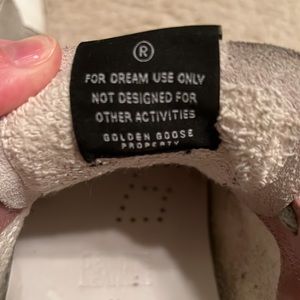 ®
FOR DREAM USE ONLY
NOT DESIGNED FOR
OTHER ACTIVITIES
GOLDEN GOOSE
PROPERTY